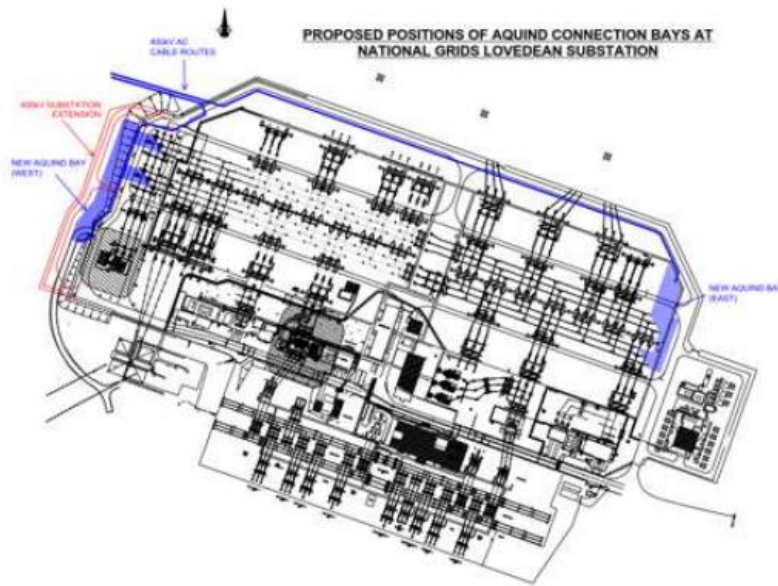 PROPOSED POSITIONS OF AQUIND CONNECTION BAYS AT
NATIONAL GRIDS LOVEDEAN SUBSTATION
400kV AC
CABLE ROUTES
400kV SUBSTATION
EXTENSION
NEW AQUIND BAY
(WEST)
NEW AQUIND BA
(EAST)